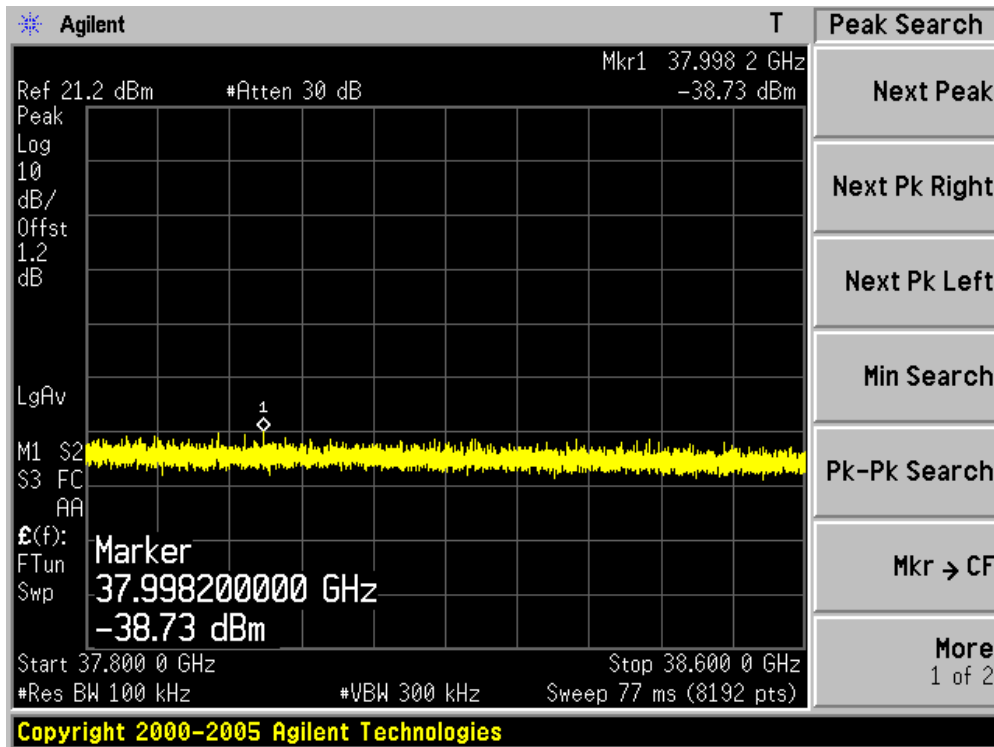 Agilent T Peak Search
Mkr1 37.998 2 GHz
Ref 21.2 dBm #Atten 30 dB -38.73 dBm
Peak
Log
10
dB/
Offst
1.2
dB
LgAv
1
M1 S2
S3 FC
AA
£(f):
FTun
Swp
Marker
37.998200000 GHz
-38.73 dBm
Start 37.800 0 GHz Stop 38.600 0 GHz
#Res BW 100 kHz #VBW 300 kHz Sweep 77 ms (8192 pts)
Copyright 2000-2005 Agilent Technologies
Next Peak
Next Pk Right
Next Pk Left
Min Search
Pk-Pk Search
Mkr → CF
More
1 of 2